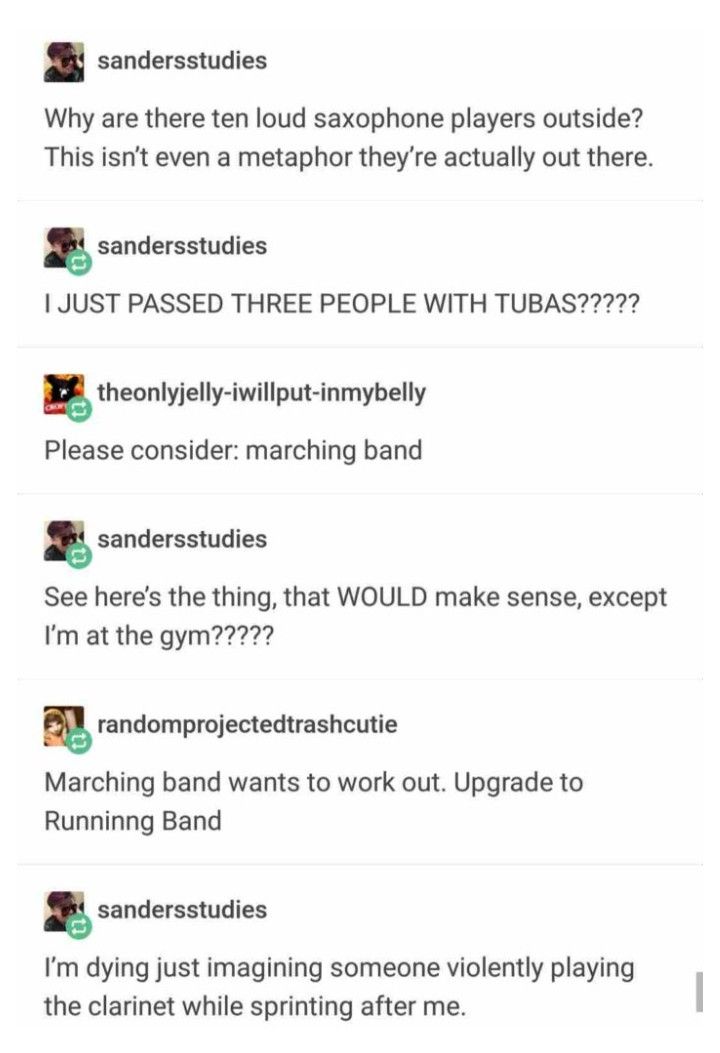 sandersstudies
Why are there ten loud saxophone players outside?
This isn't even a metaphor they're actually out there.
sandersstudies
I JUST PASSED THREE PEOPLE WITH TUBAS?????
theonlyjelly-iwillput-inmybelly
Please consider: marching band
sandersstudies
See here's the thing, that WOULD make sense, except
I'm at the gym?????
randomprojectedtrashcutie
Marching band wants to work out. Upgrade to
Runninng Band
sandersstudies
I'm dying just imagining someone violently playing
the clarinet while sprinting after me.